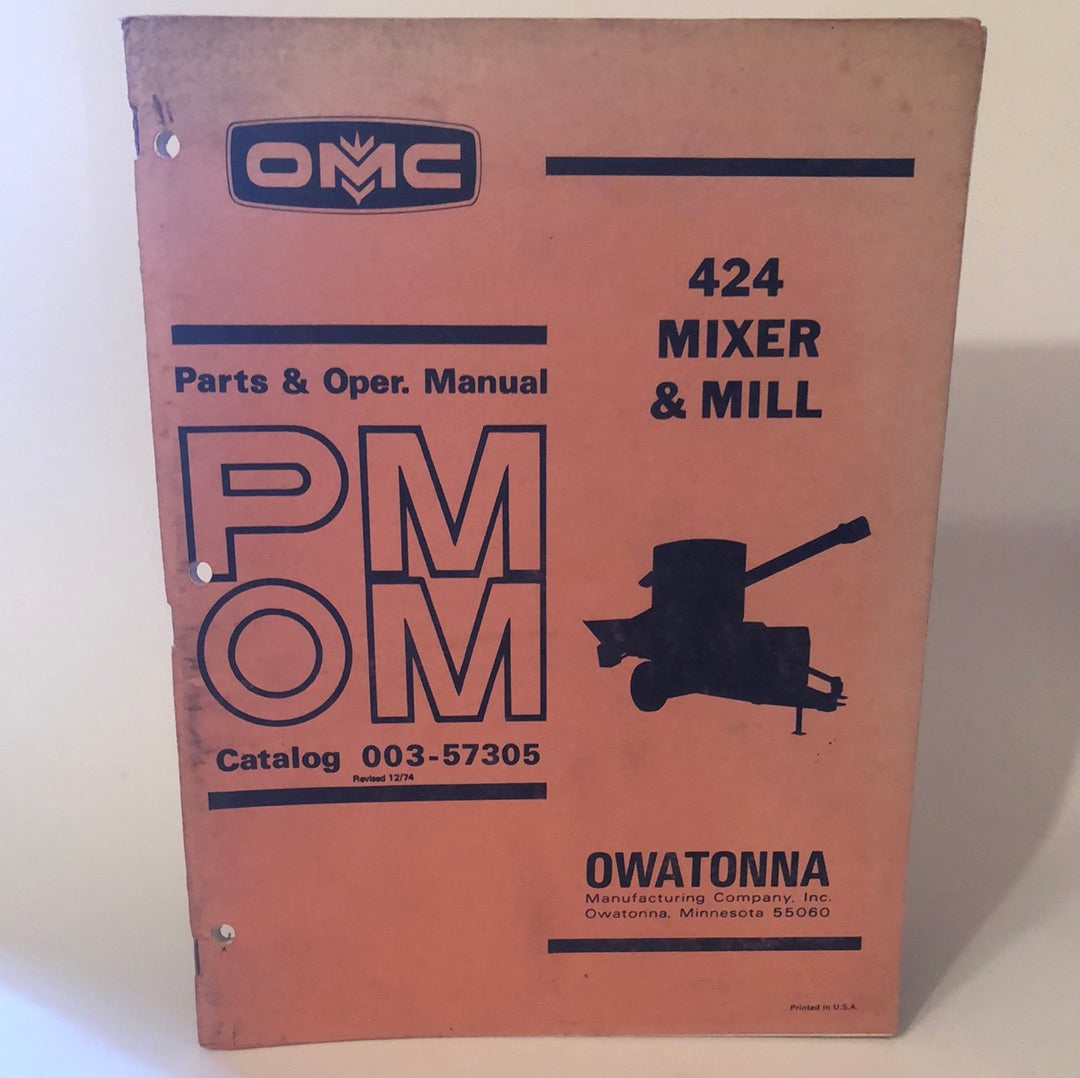 OMC
424
MIXER
& MILL
Parts & Oper. Manual
PM
OM
Catalog 003-57305
Revised 12/74
OWATONNA
Manufacturing Company, Inc.
Owatonna, Minnesota 55060
Printed in U.S.A.